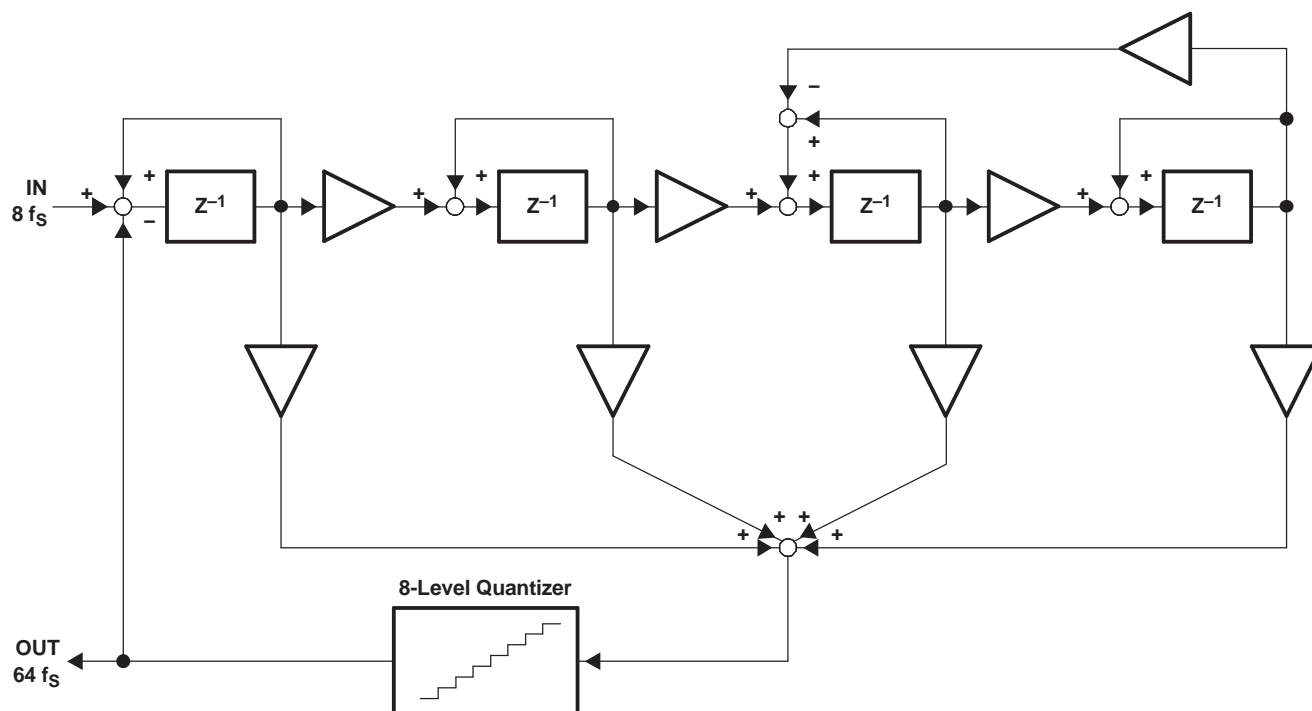 –
+
+
+
+
+
IN
8 fS
–
Z–1
+
+
Z–1
+
+
Z–1
+
+
Z–1
+
+
+
+
8-Level Quantizer
OUT
64 fS